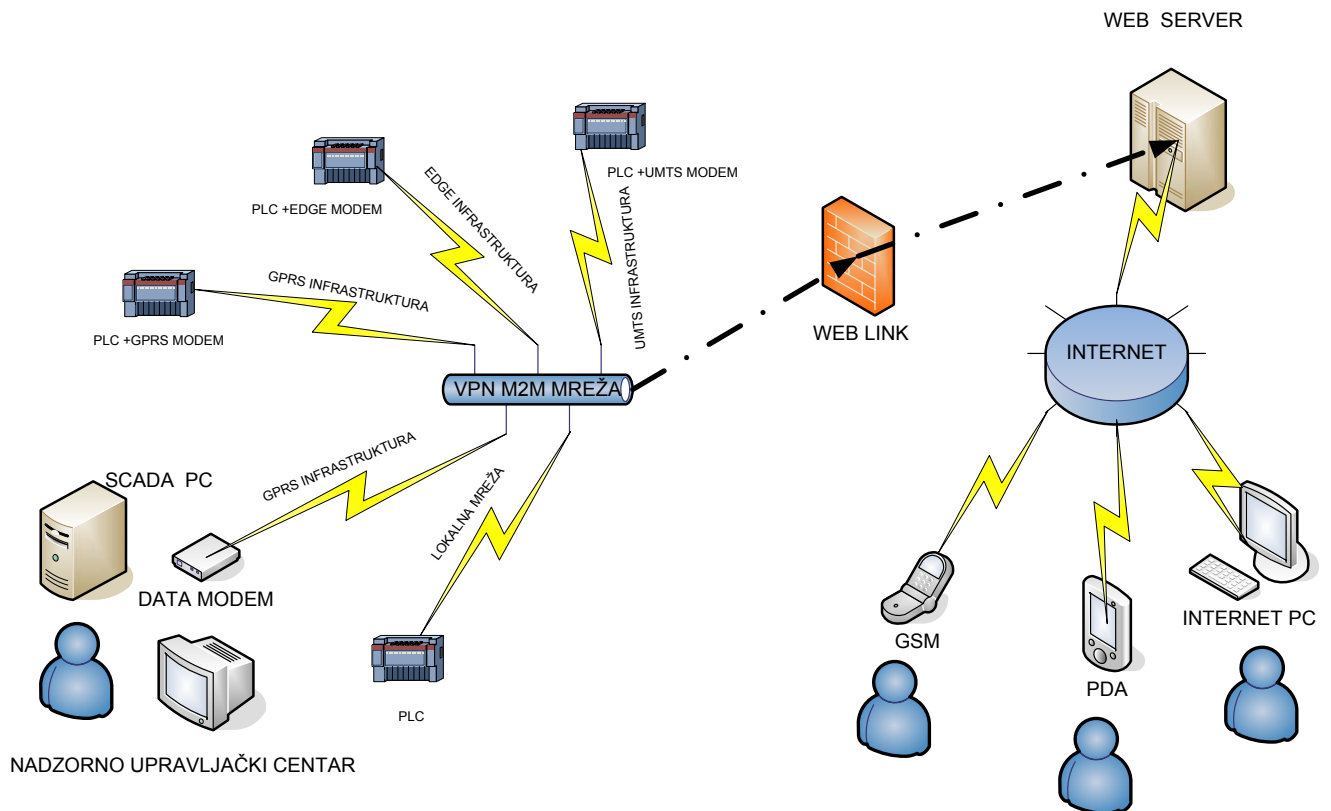 WEB  SERVER
PLC +UMTS MODEM
PLC +EDGE MODEM
EDGE INFRASTRUKTURA
UMTS INFRASTRUKTURA
GPRS INFRASTRUKTURA
PLC +GPRS MODEM
WEB LINK
INTERNET
VPN M2M MREŽA
GPRS INFRASTRUKTURA
LOKALNA MREŽA
SCADA  PC
DATA MODEM
INTERNET PC
GSM
PDA
PLC
NADZORNO UPRAVLJAČKI CENTAR